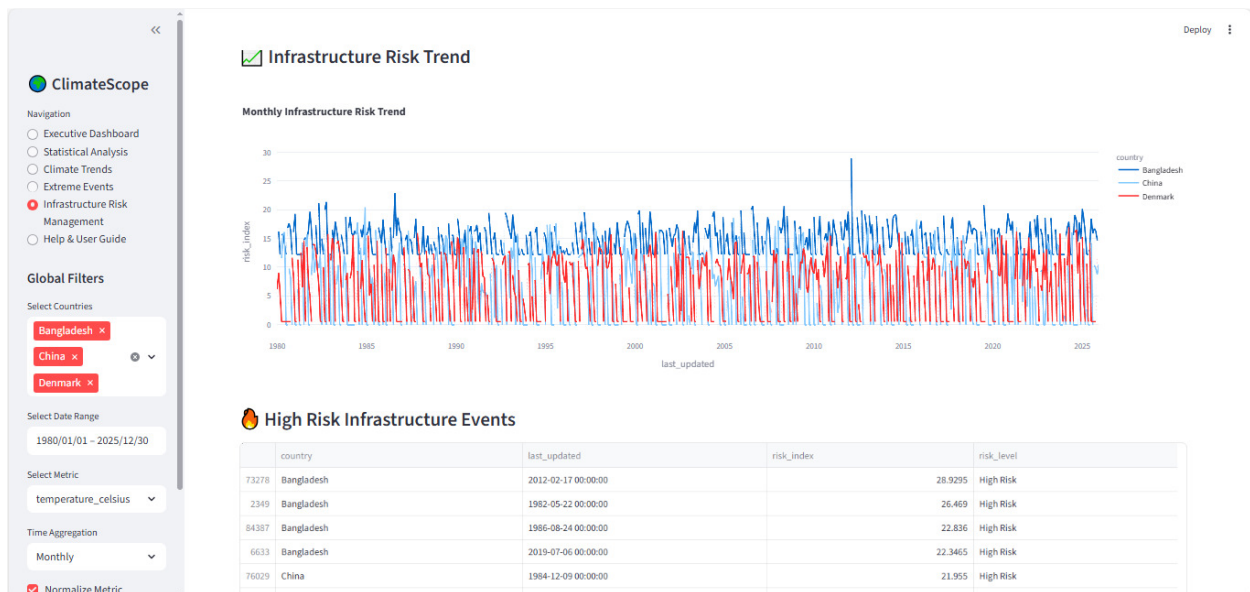 Deploy
ClimateScope
Navigation
Executive Dashboard
Statistical Analysis
Climate Trends
Extreme Events
Infrastructure Risk
Management
Help & User Guide
Global Filters
Select Countries
Bangladesh ×
China ×
Denmark ×
Select Date Range
1980/01/01 – 2025/12/30
Select Metric
temperature_celsius
Time Aggregation
Monthly
Normalize Metric
Infrastructure Risk Trend
Monthly Infrastructure Risk Trend
risk_index
30
25
20
15
10
5
0
1980 1985 1990 1995 2000 2005 2010 2015 2020 2025
last_updated
country
Bangladesh
China
Denmark
High Risk Infrastructure Events
country last_updated risk_index risk_level
73278 Bangladesh 2012-02-17 00:00:00 28.9295 High Risk
2349 Bangladesh 1982-05-22 00:00:00 26.469 High Risk
84387 Bangladesh 1986-08-24 00:00:00 22.836 High Risk
6633 Bangladesh 2019-07-06 00:00:00 22.3465 High Risk
76029 China 1984-12-09 00:00:00 21.955 High Risk